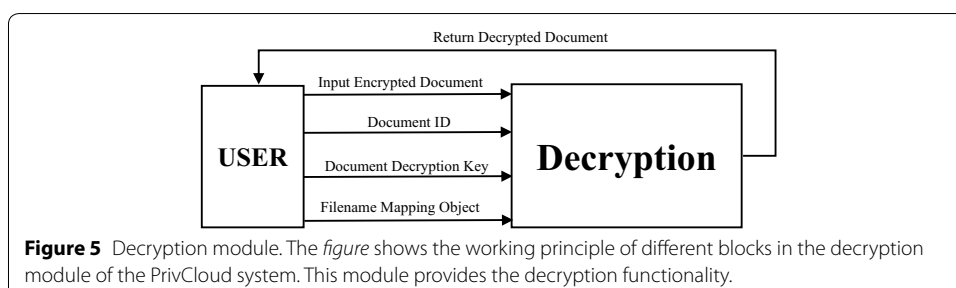 Return Decrypted Document
Input Encrypted Document
Document ID
USER
Decryption
Document Decryption Key
Filename Mapping Object
Figure 5 Decryption module. The figure shows the working principle of different blocks in the decryption
module of the PrivCloud system. This module provides the decryption functionality.